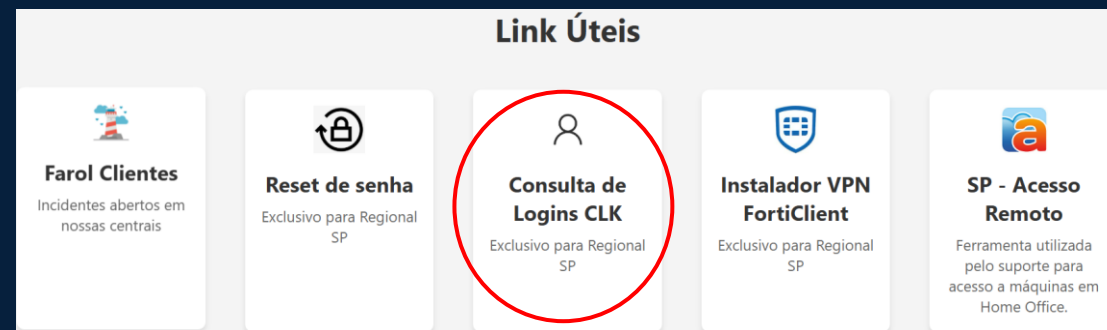 Link Úteis
Farol Clientes
Incidentes abertos em
nossas centrais
Reset de senha
Exclusivo para Regional
SP
Consulta de
Logins CLK
Exclusivo para Regional
SP
Instalador VPN
FortiClient
Exclusivo para Regional
SP
a
SP - Acesso
Remoto
Ferramenta utilizada
pelo suporte para
acesso a máquinas em
Home Office.